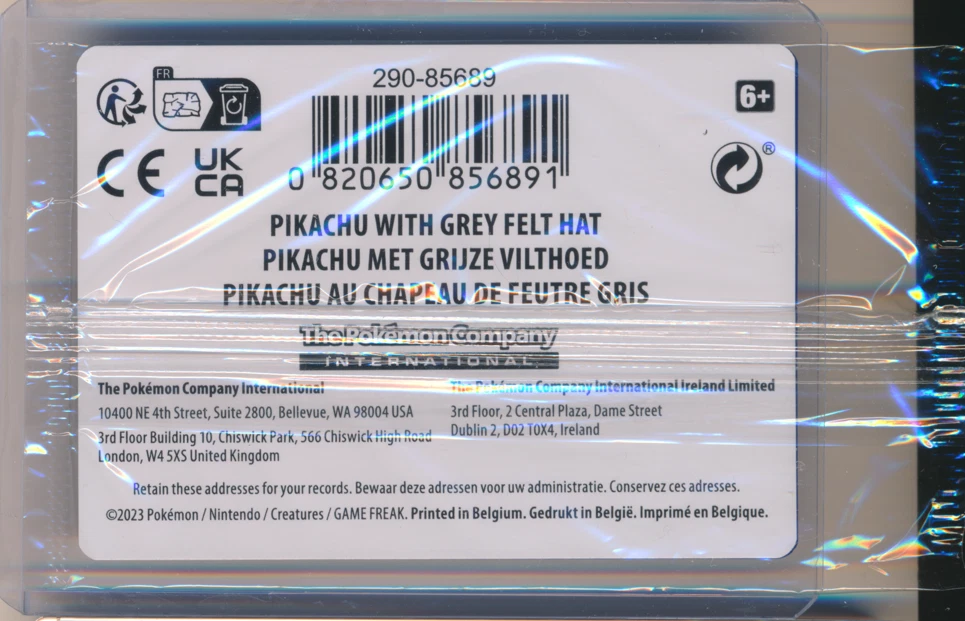 FR
290-85689
6+
CE
UK
CA
®
0 820650 856891
PIKACHU WITH GREY FELT HAT
PIKACHU MET GRIJZE VILTHOED
PIKACHU AU CHAPEAU DE FEUTRE GRIS
The Pokémon Company
INTERNATIONAL
The Pokémon Company International
10400 NE 4th Street, Suite 2800, Bellevue, WA 98004 USA
3rd Floor Building 10, Chiswick Park, 566 Chiswick High Road
London, W4 5XS United Kingdom
The Pokémon Company International Ireland Limited
3rd Floor, 2 Central Plaza, Dame Street
Dublin 2, D02 T0X4, Ireland
Retain these addresses for your records. Bewaar deze adressen voor uw administratie. Conservez ces adresses.
©2023 Pokémon / Nintendo / Creatures / GAME FREAK. Printed in Belgium. Gedrukt in België. Imprimé en Belgique.